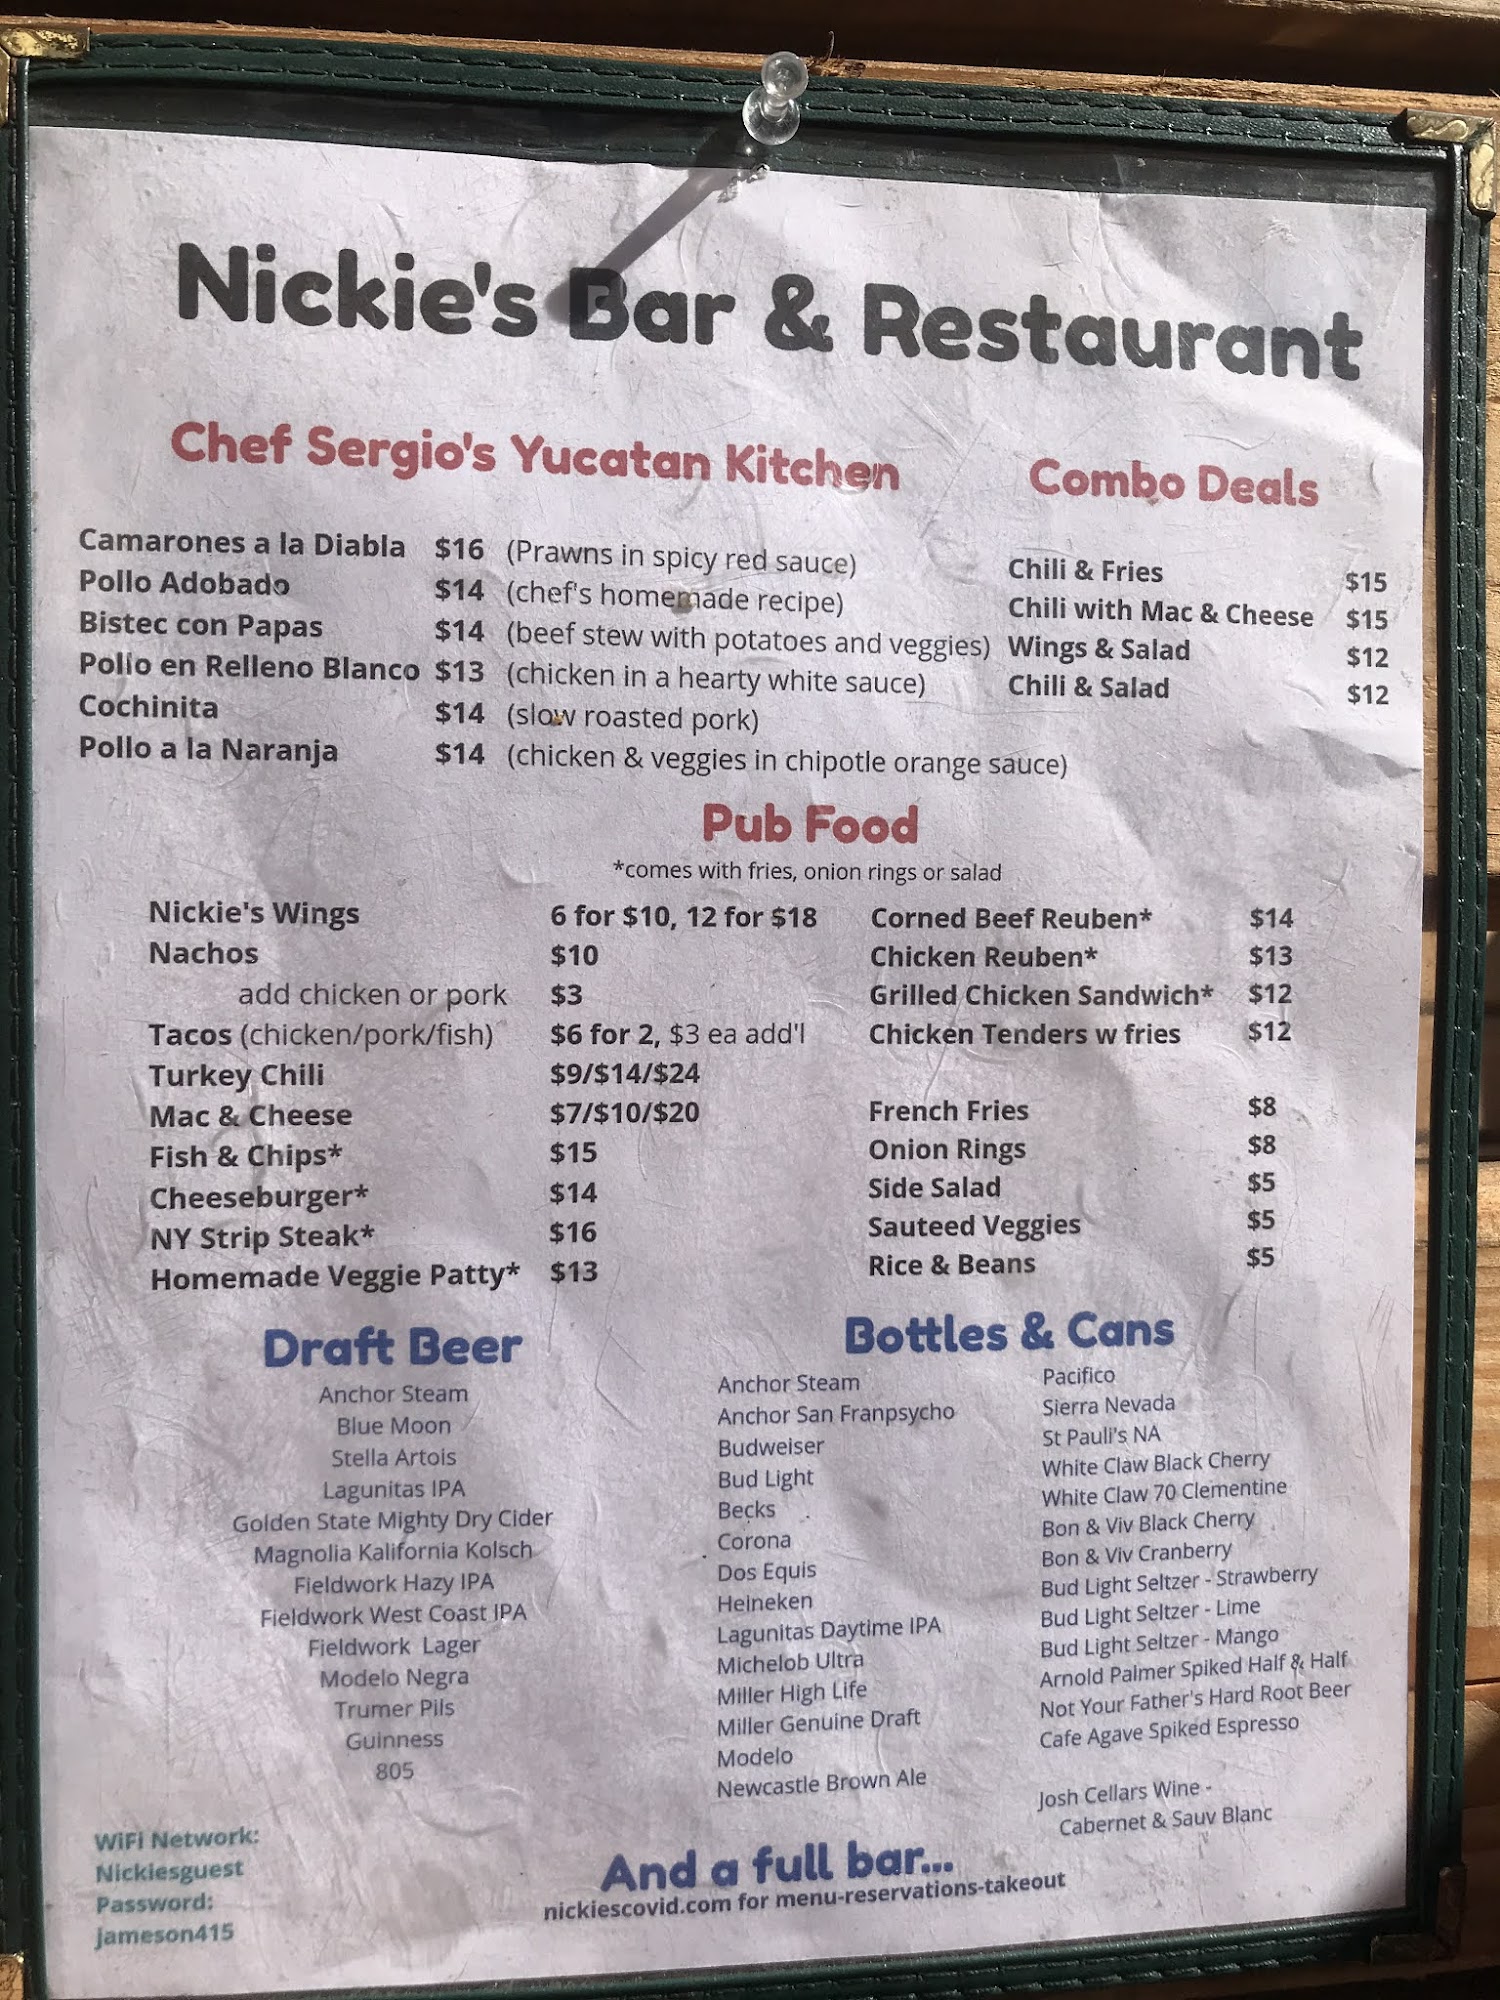 Nickie's Bar & Restaurant
Chef Sergio's Yucatan Kitchen
Camarones a la Diabla $16 (Prawns in spicy red sauce)
Pollo Adobado $14 (chef's homemade recipe)
Bistec con Papas $14 (beef stew with potatoes and veggies)
Pollo en Relleno Blanco $13 (chicken in a hearty white sauce)
Cochinita $14 (slow roasted pork)
Pollo a la Naranja $14 (chicken & veggies in chipotle orange sauce)
Combo Deals
Chili & Fries $15
Chili with Mac & Cheese $15
Wings & Salad $12
Chili & Salad $12
Pub Food
*comes with fries, onion rings or salad
Nickie's Wings 6 for $10, 12 for $18
Nachos $10
add chicken or pork $3
Tacos (chicken/pork/fish) $6 for 2, $3 ea add'l
Turkey Chili $9/$14/$24
Mac & Cheese $7/$10/$20
Fish & Chips* $15
Cheeseburger* $14
NY Strip Steak* $16
Homemade Veggie Patty* $13
Corned Beef Reuben* $14
Chicken Reuben* $13
Grilled Chicken Sandwich* $12
Chicken Tenders w fries $12
French Fries $8
Onion Rings $8
Side Salad $5
Sauteed Veggies $5
Rice & Beans $5
Draft Beer
Anchor Steam
Blue Moon
Stella Artois
Lagunitas IPA
Golden State Mighty Dry Cider
Magnolia Kalifornia Kolsch
Fieldwork Hazy IPA
Fieldwork West Coast IPA
Fieldwork Lager
Modelo Negra
Trumer Pils
Guinness
805
Bottles & Cans
Anchor Steam
Anchor San Franpsycho
Budweiser
Bud Light
Becks
Corona
Dos Equis
Heineken
Lagunitas Daytime IPA
Michelob Ultra
Miller High Life
Miller Genuine Draft
Modelo
Newcastle Brown Ale
Pacifico
Sierra Nevada
St Pauli's NA
White Claw Black Cherry
White Claw 70 Clementine
Bon & Viv Black Cherry
Bon & Viv Cranberry
Bud Light Seltzer - Strawberry
Bud Light Seltzer - Lime
Bud Light Seltzer - Mango
Arnold Palmer Spiked Half & Half
Not Your Father's Hard Root Beer
Cafe Agave Spiked Espresso
Josh Cellars Wine -
Cabernet & Sauv Blanc
WiFi Network:
Nickiesguest
Password:
jameson415
And a full bar...
nickiescovid.com for menu-reservations-takeout